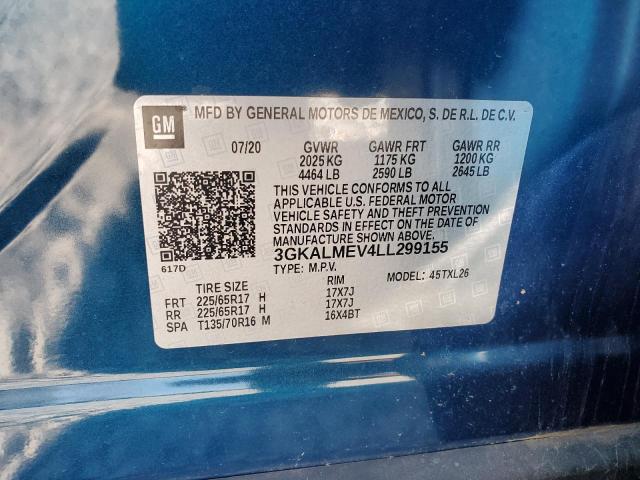 GM MFD BY GENERAL MOTORS DE MEXICO, S. DE R.L. DE C.V.
07/20 GVWR GAWR FRT GAWR RR
2025 KG 1175 KG 1200 KG
4464 LB 2590 LB 2645 LB
THIS VEHICLE CONFORMS TO ALL
APPLICABLE U.S. FEDERAL MOTOR
VEHICLE SAFETY AND THEFT PREVENTION
STANDARDS IN EFFECT ON THE DATE OF
MANUFACTURE SHOWN ABOVE.
3GKALMEV4LL299155
617D TYPE: M.P.V. MODEL: 45TXL26
TIRE SIZE RIM
FRT 225/65R17 H 17X7J
RR 225/65R17 H 17X7J
SPA T135/70R16 M 16X4BT